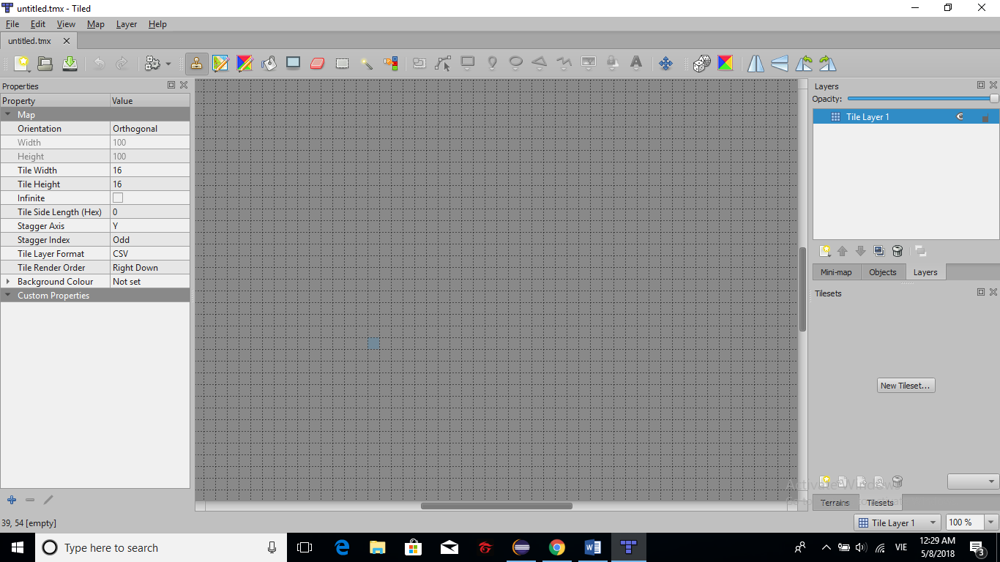 untitled.tmx - Tiled
File Edit View Map Layer Help
untitled.tmx
Properties
Property Value
Map
Orientation Orthogonal
Width 100
Height 100
Tile Width 16
Tile Height 16
Infinite
Tile Side Length (Hex) 0
Stagger Axis Y
Stagger Index Odd
Tile Layer Format CSV
Tile Render Order Right Down
Background Colour Not set
Custom Properties
39, 54 [empty]
Layers
Opacity:
Tile Layer 1
Mini-map Objects Layers
Tilesets
New Tileset...
Activate Windows
Terrains Tilesets
Tile Layer 1 100 %
Type here to search
VIE
12:29 AM
5/8/2018
3